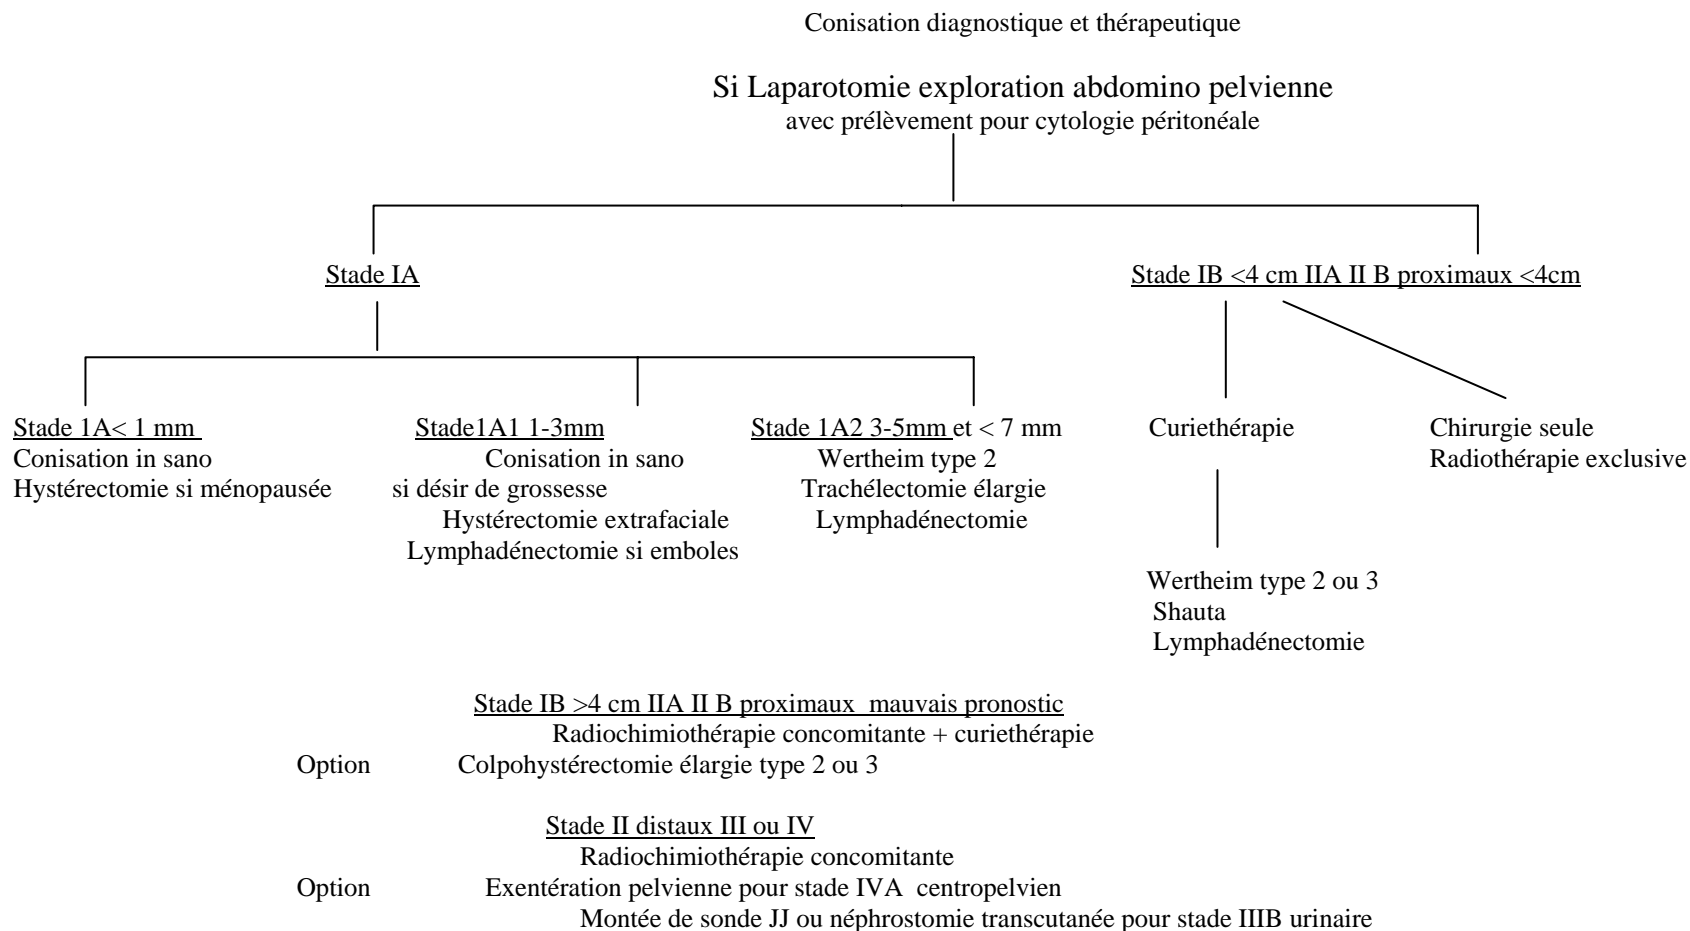 Conisation diagnostique et thérapeutique
Si Laparotomie exploration abdomino pelvienne
avec prélèvement pour cytologie péritonéale
Stade IA
Stade IB <4 cm IIA II B proximaux <4cm
Stade 1A< 1 mm
Conisation in sano
Hystérectomie si ménopausée
Stade1A1 1-3mm
Conisation in sano
si désir de grossesse
Hystérectomie extrafaciale
Lymphadénectomie si emboles
Stade 1A2 3-5mm et < 7 mm
Wertheim type 2
Trachélectomie élargie
Lymphadénectomie
Curiethérapie
Wertheim type 2 ou 3
Shauta
Lymphadénectomie
Chirurgie seule
Radiothérapie exclusive
Stade IB >4 cm IIA II B proximaux mauvais pronostic
Radiochimiothérapie concomitante + curiethérapie
Option Colpohystérectomie élargie type 2 ou 3
Stade II distaux III ou IV
Radiochimiothérapie concomitante
Option Exentération pelvienne pour stade IVA centropelvien
Montée de sonde JJ ou néphrostomie transcutanée pour stade IIIB urinaire